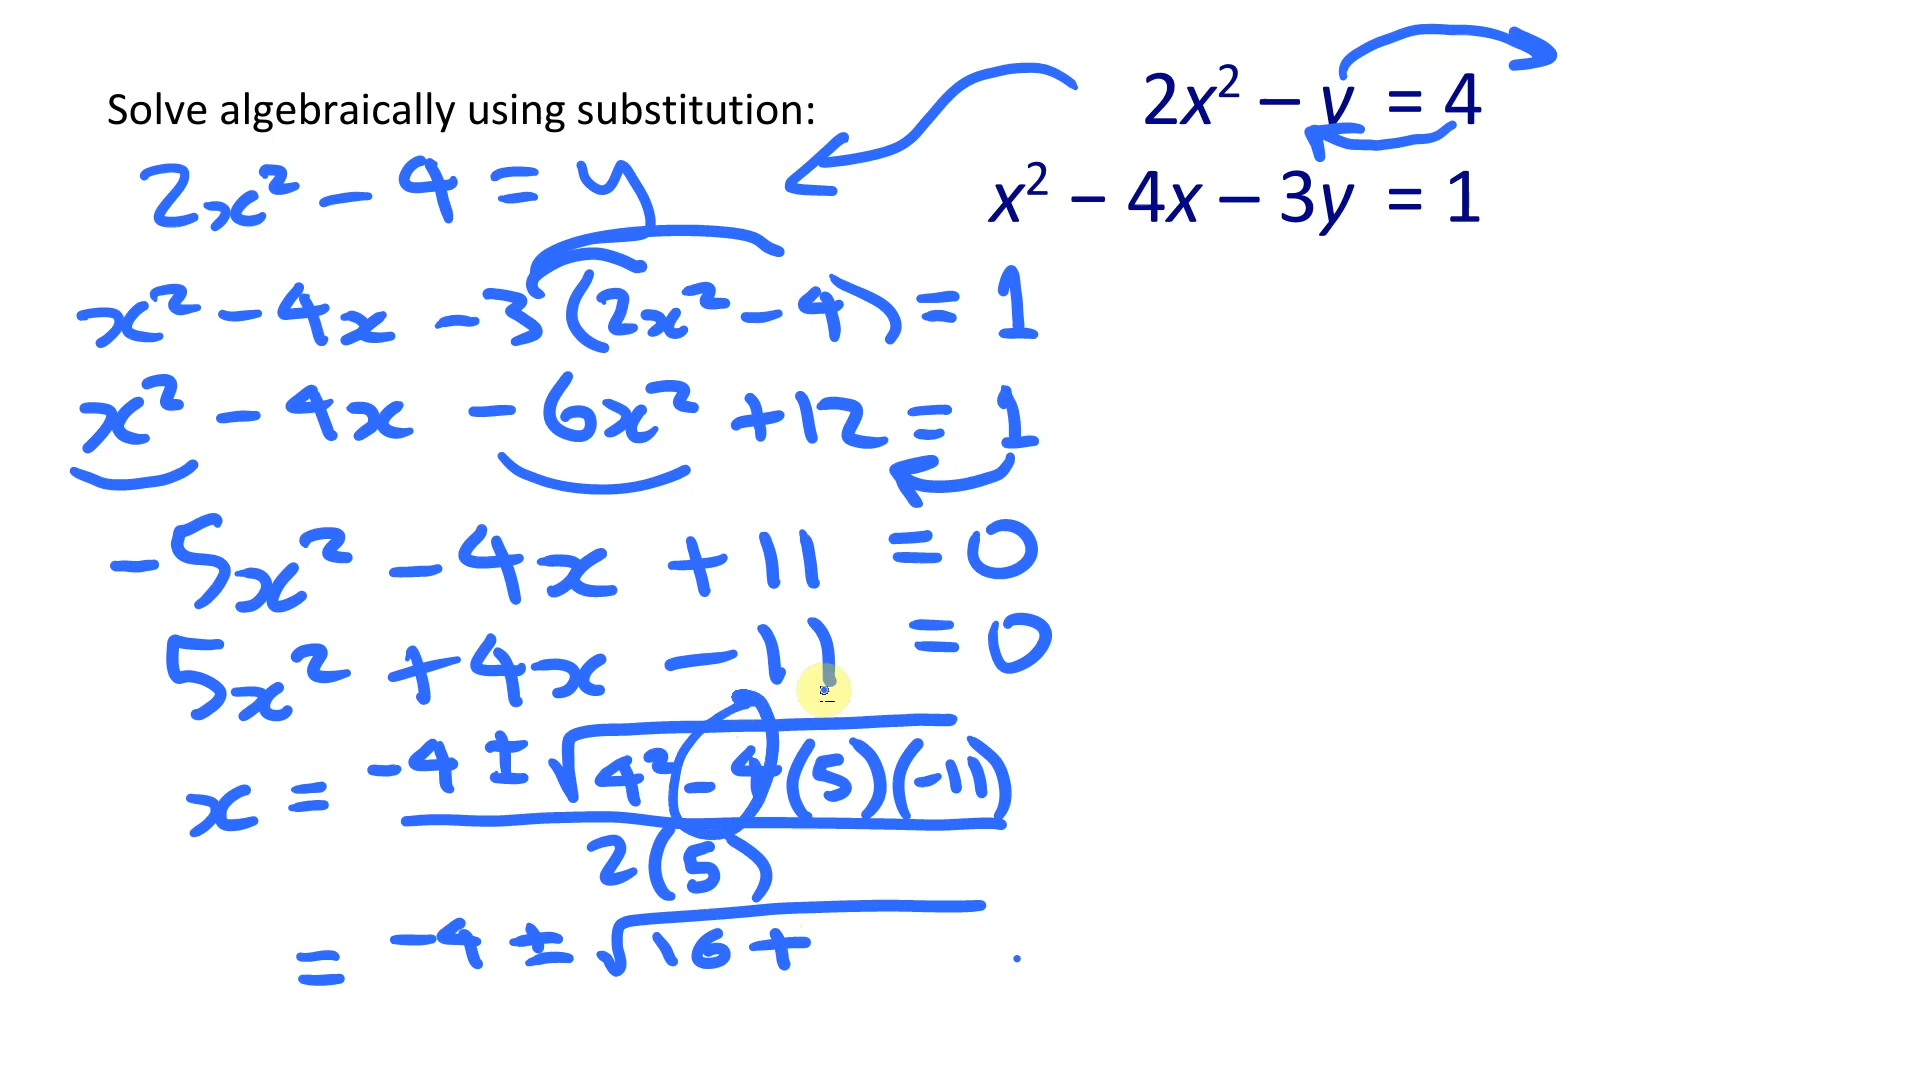 Solve algebraically using substitution:
2x² – y = 4
x² – 4x – 3y = 1
2x² – 4 = y
x² – 4x – 3(2x² – 4) = 1
x² – 4x – 6x² + 12 = 1
-5x² – 4x + 11 = 0
5x² + 4x – 11 = 0
x = -4 ± √4² – 4(5)(-11)
2(5)
= -4 ± √16 +